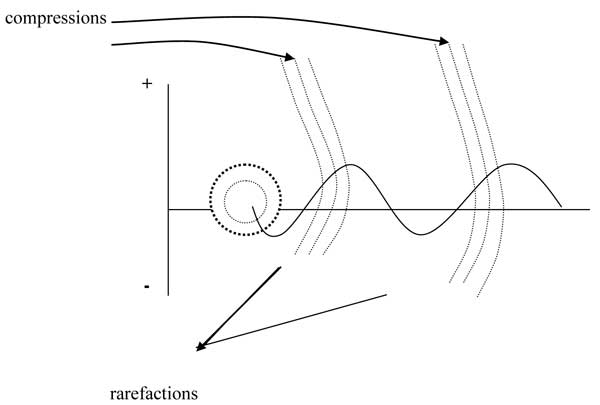 compressions
+
-
rarefactions